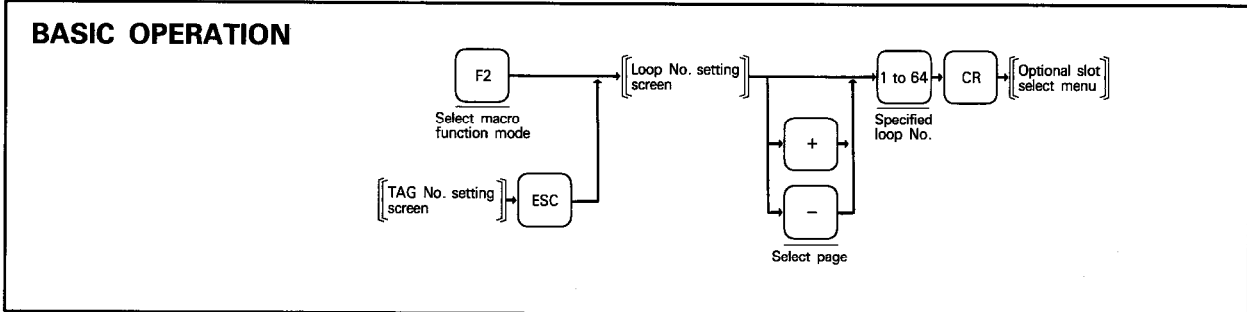 BASIC OPERATION
F2
Select macro
function mode
Loop No. setting
screen
1 to 64
Specified
loop No.
CR
Optional slot
select menu
+
−
Select page
TAG No. setting
screen
ESC